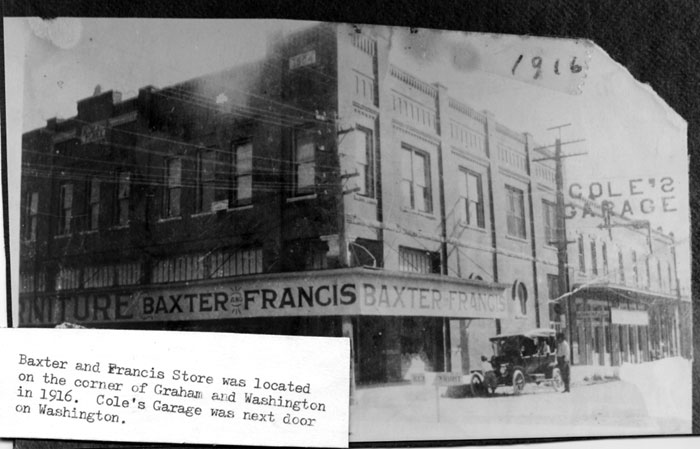 1916
COLE'S
GARAGE
NITURE BAXTER AND FRANCIS BAXTER-FRANCIS
Baxter and Francis Store was located
on the corner of Graham and Washington
in 1916. Cole's Garage was next door
on Washington.